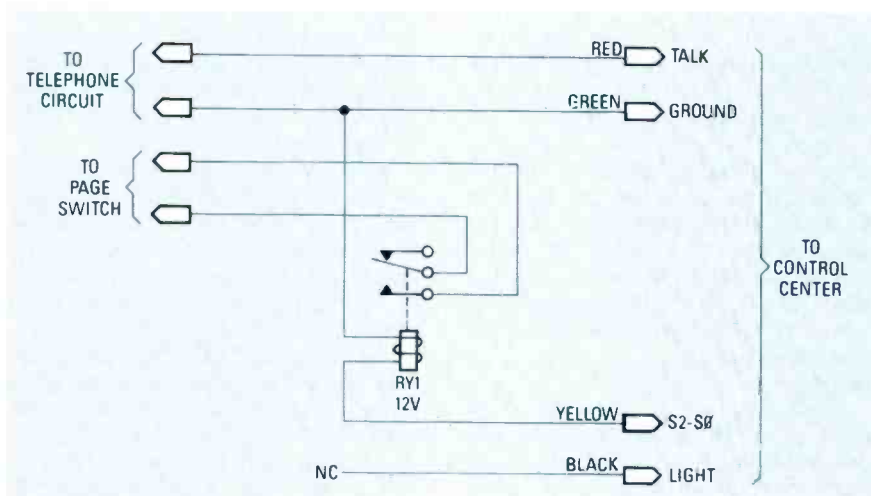 TO
TELEPHONE
CIRCUIT
RED
TALK
GREEN
GROUND
TO
PAGE
SWITCH
TO
CONTROL
CENTER
RY1
12V
YELLOW
S2-SØ
NC
BLACK
LIGHT